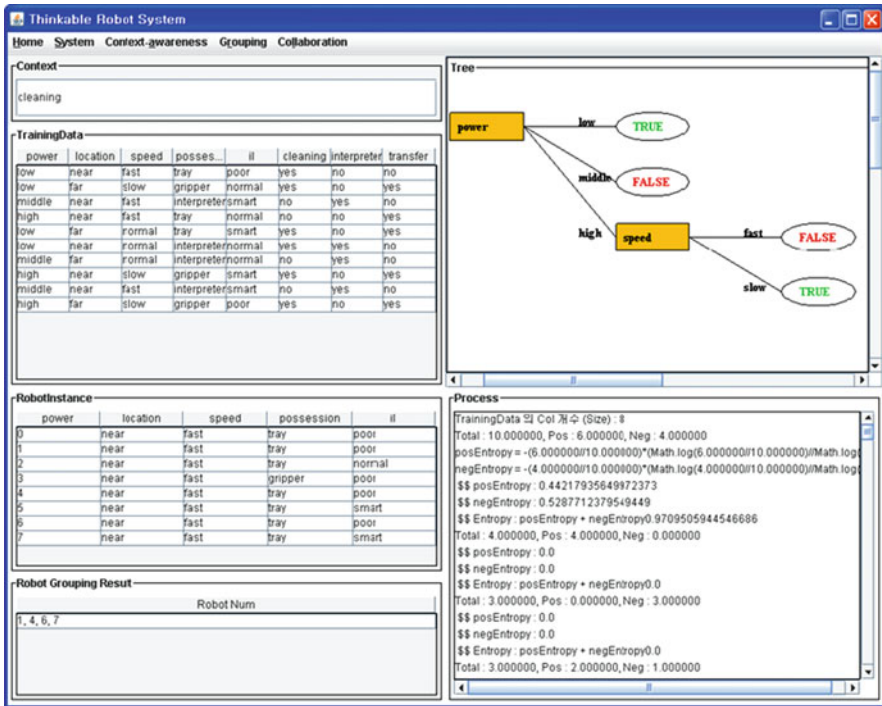 Thinkable Robot System
Home System Context-awareness Grouping Collaboration
Context
cleaning
TrainingData
power location speed posses... il cleaning interpreter transfer
low near fast tray poor yes no no
low far slow gripper normal yes no yes
middle near fast interpreter smart no yes no
high near fast tray normal no no yes
low far normal tray smart yes no yes
low near normal interpreter normal yes yes no
middle far normal interpreter normal no yes no
high near slow gripper smart yes no yes
middle near fast interpreter smart no yes no
high far slow gripper poor yes no yes
Tree
power
low
TRUE
middle
FALSE
high
speed
fast
FALSE
slow
TRUE
RobotInstance
power location speed possession il
0 near fast tray poor
1 near fast tray poor
2 near fast tray normal
3 near fast gripper poor
4 near fast tray poor
5 near fast tray smart
6 near fast tray poor
7 near fast tray smart
Robot Grouping Resut
Robot Num
1, 4, 6, 7
Process
TrainingData 의 Col 개수 (Size) : 8
Total : 10.000000, Pos : 6.000000, Neg : 4.000000
posEntropy = -(6.000000//10.000000)*(Math.log(6.000000//10.000000)//Math.log(
negEntropy = -(4.000000//10.000000)*(Math.log(4.000000//10.000000)//Math.log(
$$ posEntropy : 0.44217935649972373
$$ negEntropy : 0.5287712379549449
$$ Entropy : posEntropy + negEntropy0.9709505944546686
Total : 4.000000, Pos : 4.000000, Neg : 0.000000
$$ posEntropy : 0.0
$$ negEntropy : 0.0
$$ Entropy : posEntropy + negEntropy0.0
Total : 3.000000, Pos : 0.000000, Neg : 3.000000
$$ posEntropy : 0.0
$$ negEntropy : 0.0
$$ Entropy : posEntropy + negEntropy0.0
Total : 3.000000, Pos : 2.000000, Neg : 1.000000